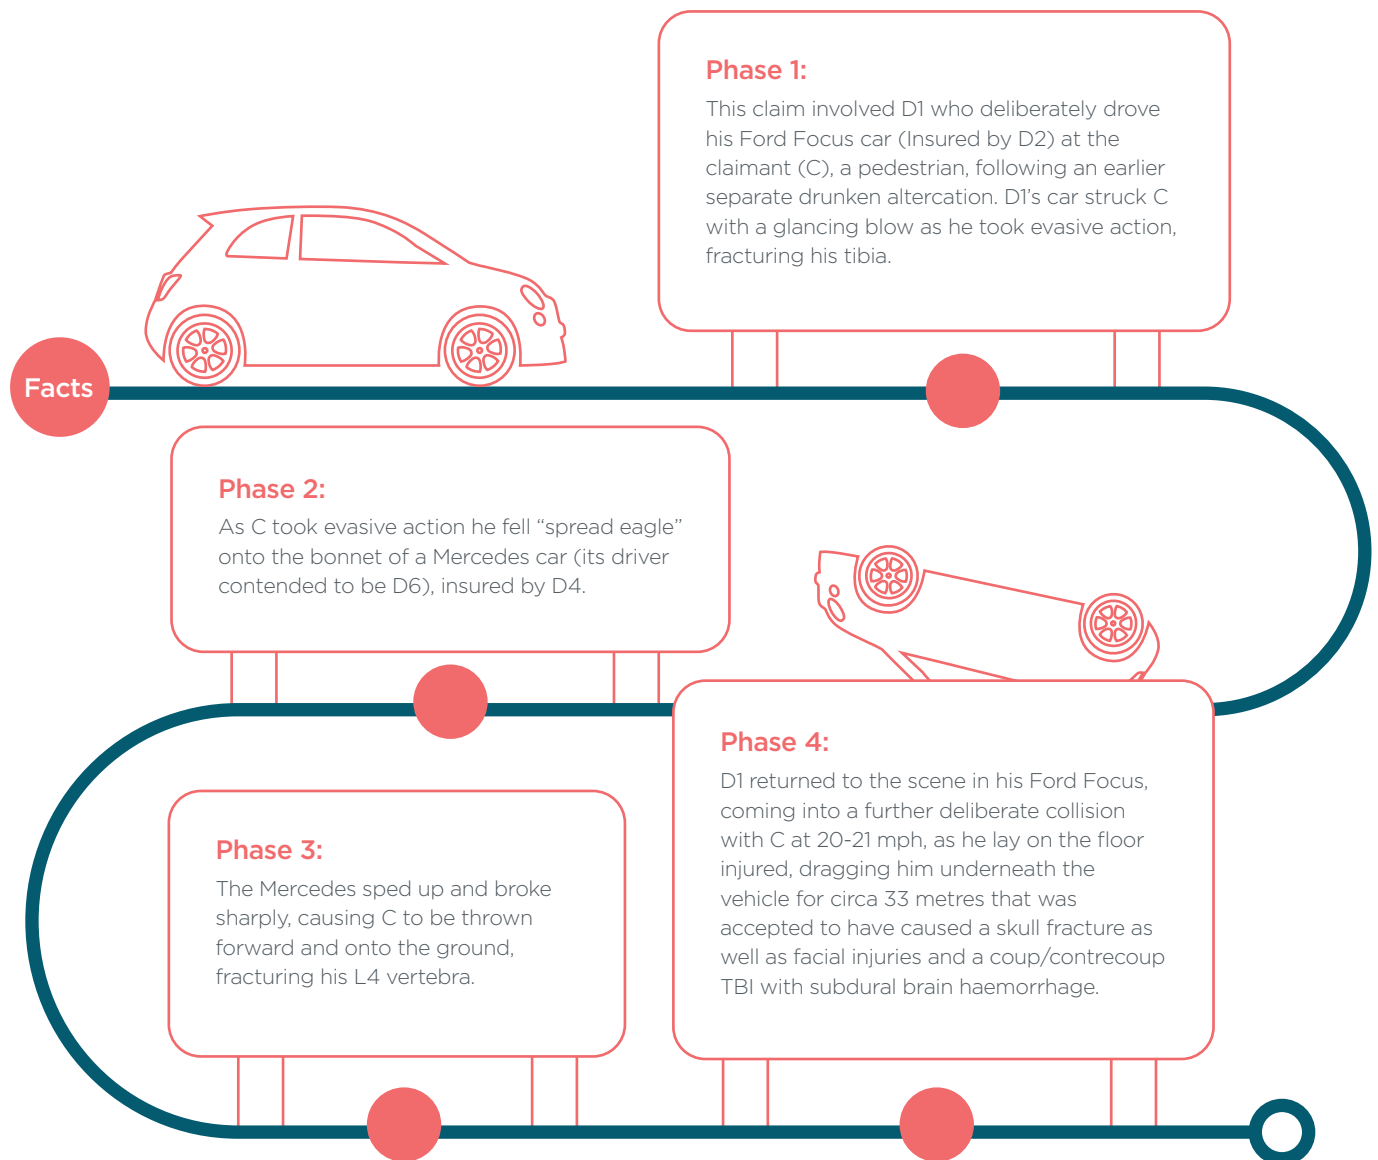 Phase 1:
This claim involved D1 who deliberately drove
his Ford Focus car (Insured by D2) at the
claimant (C), a pedestrian, following an earlier
separate drunken altercation. D1’s car struck C
with a glancing blow as he took evasive action,
fracturing his tibia.
Facts
Phase 2:
As C took evasive action he fell “spread eagle”
onto the bonnet of a Mercedes car (its driver
contended to be D6), insured by D4.
Phase 3:
The Mercedes sped up and broke
sharply, causing C to be thrown
forward and onto the ground,
fracturing his L4 vertebra.
Phase 4:
D1 returned to the scene in his Ford Focus,
coming into a further deliberate collision
with C at 20-21 mph, as he lay on the floor
injured, dragging him underneath the
vehicle for circa 33 metres that was
accepted to have caused a skull fracture as
well as facial injuries and a coup/contrecoup
TBI with subdural brain haemorrhage.